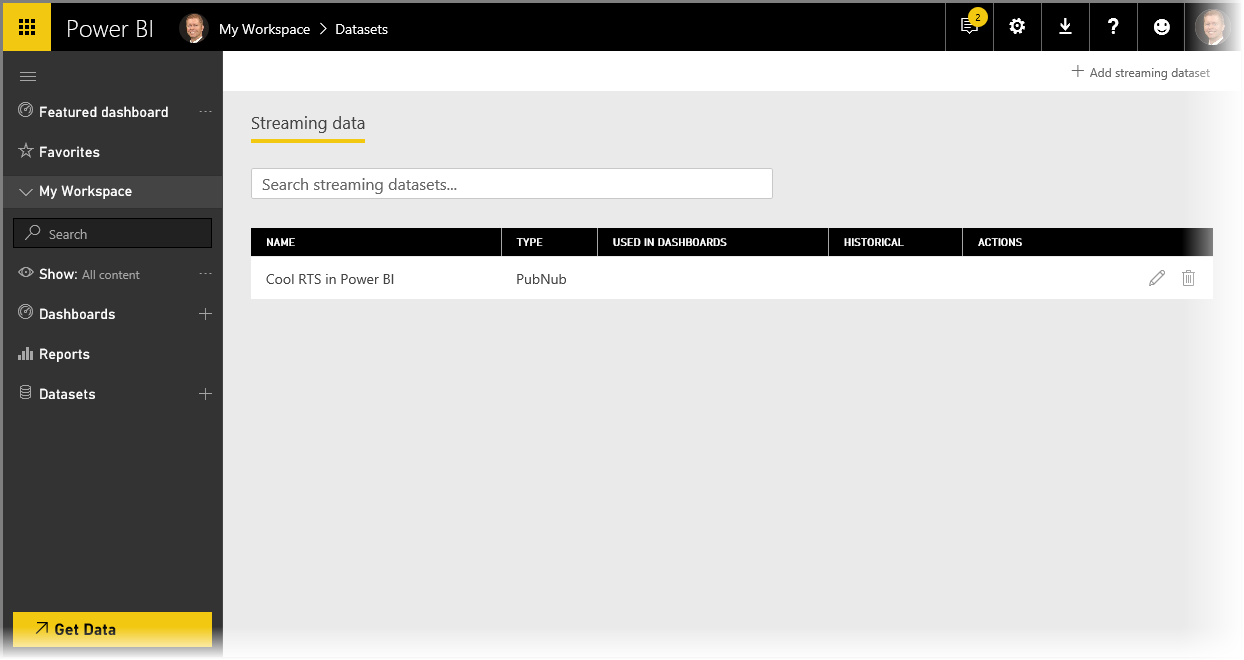 Power BI My Workspace > Datasets 2 ?
Add streaming dataset
Featured dashboard ...
Favorites
My Workspace
Search
Show: All content ...
Dashboards +
Reports
Datasets +
Get Data
Streaming data
Search streaming datasets...
NAME TYPE USED IN DASHBOARDS HISTORICAL ACTIONS
Cool RTS in Power BI PubNub